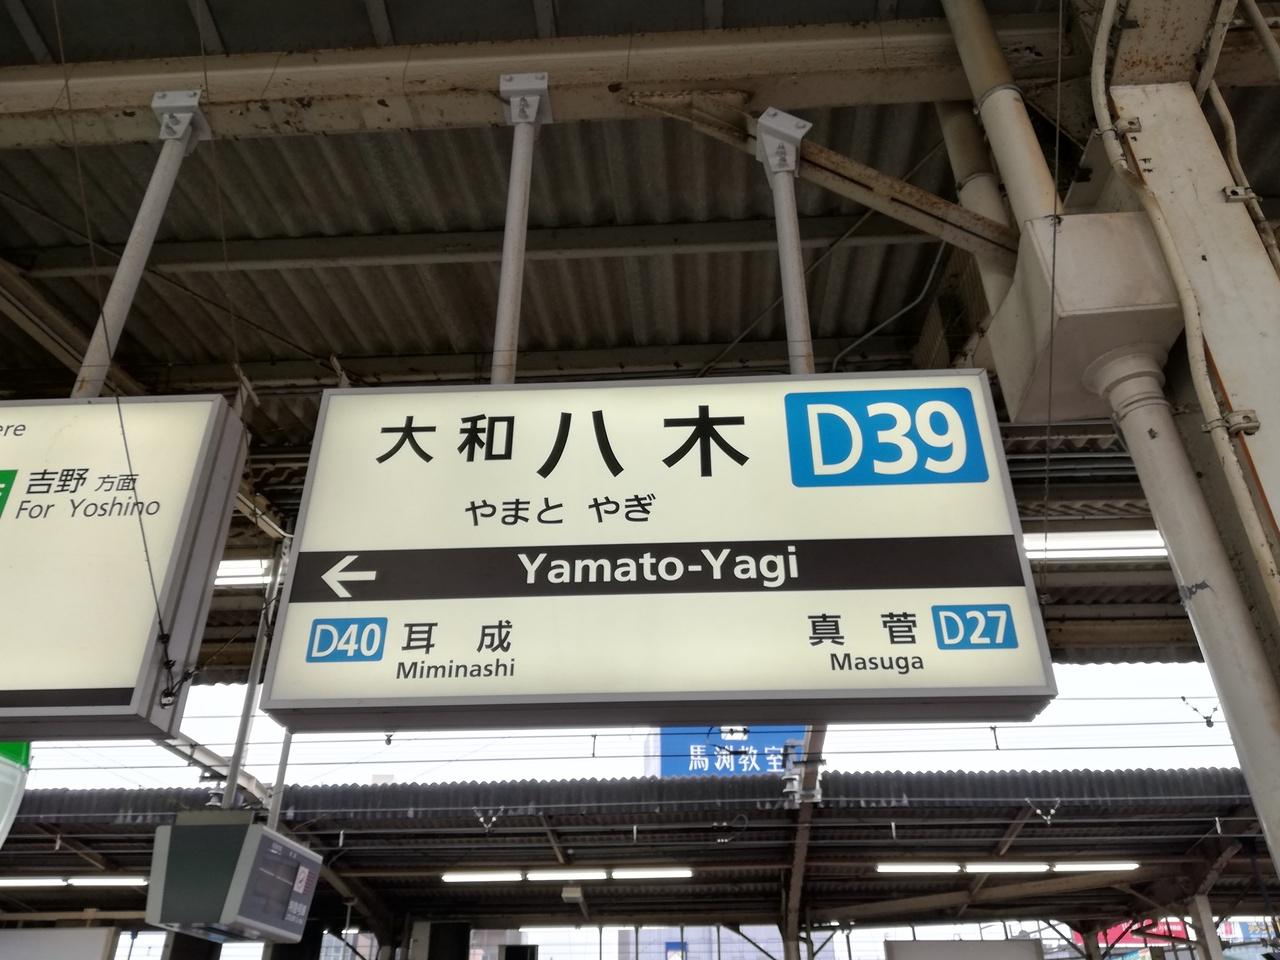 ere
吉野 方面
For Yoshino
大和八木 D39
やまと やぎ
← Yamato-Yagi
D40 耳成
Miminashi
真菅 D27
Masuga
馬渕教室